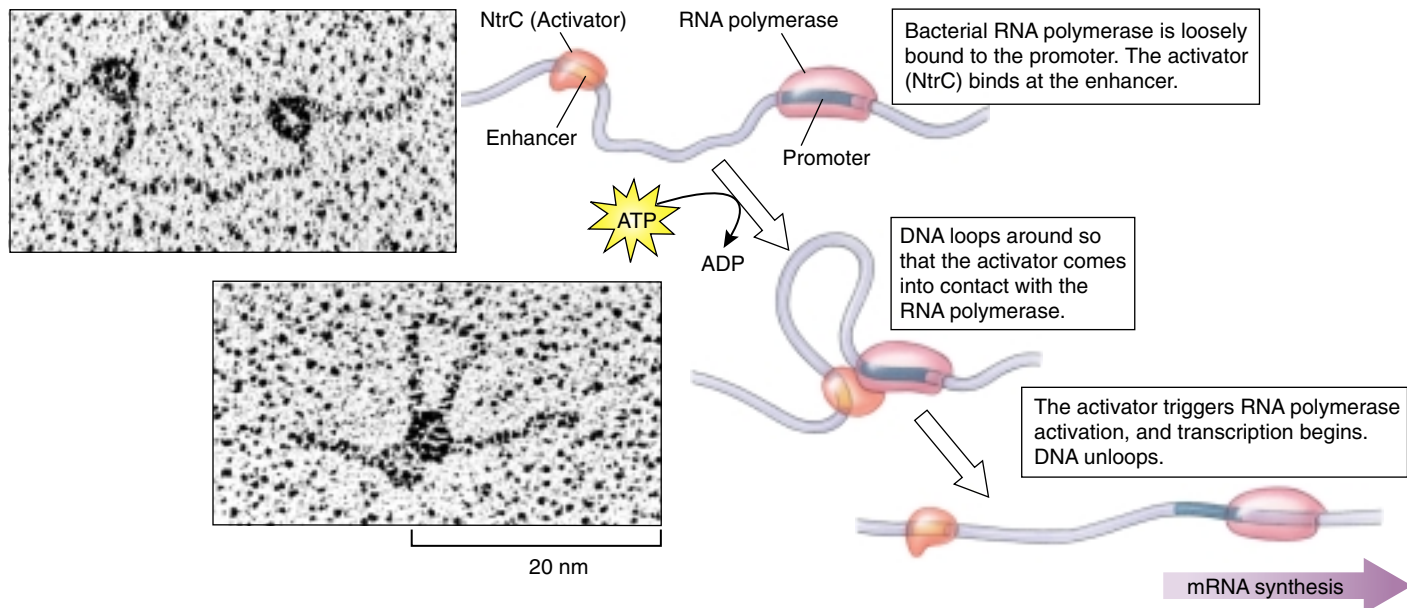 NtrC (Activator)
RNA polymerase
Bacterial RNA polymerase is loosely
bound to the promoter. The activator
(NtrC) binds at the enhancer.
Enhancer
Promoter
ATP
ADP
DNA loops around so
that the activator comes
into contact with the
RNA polymerase.
The activator triggers RNA polymerase
activation, and transcription begins.
DNA unloops.
20 nm
mRNA synthesis